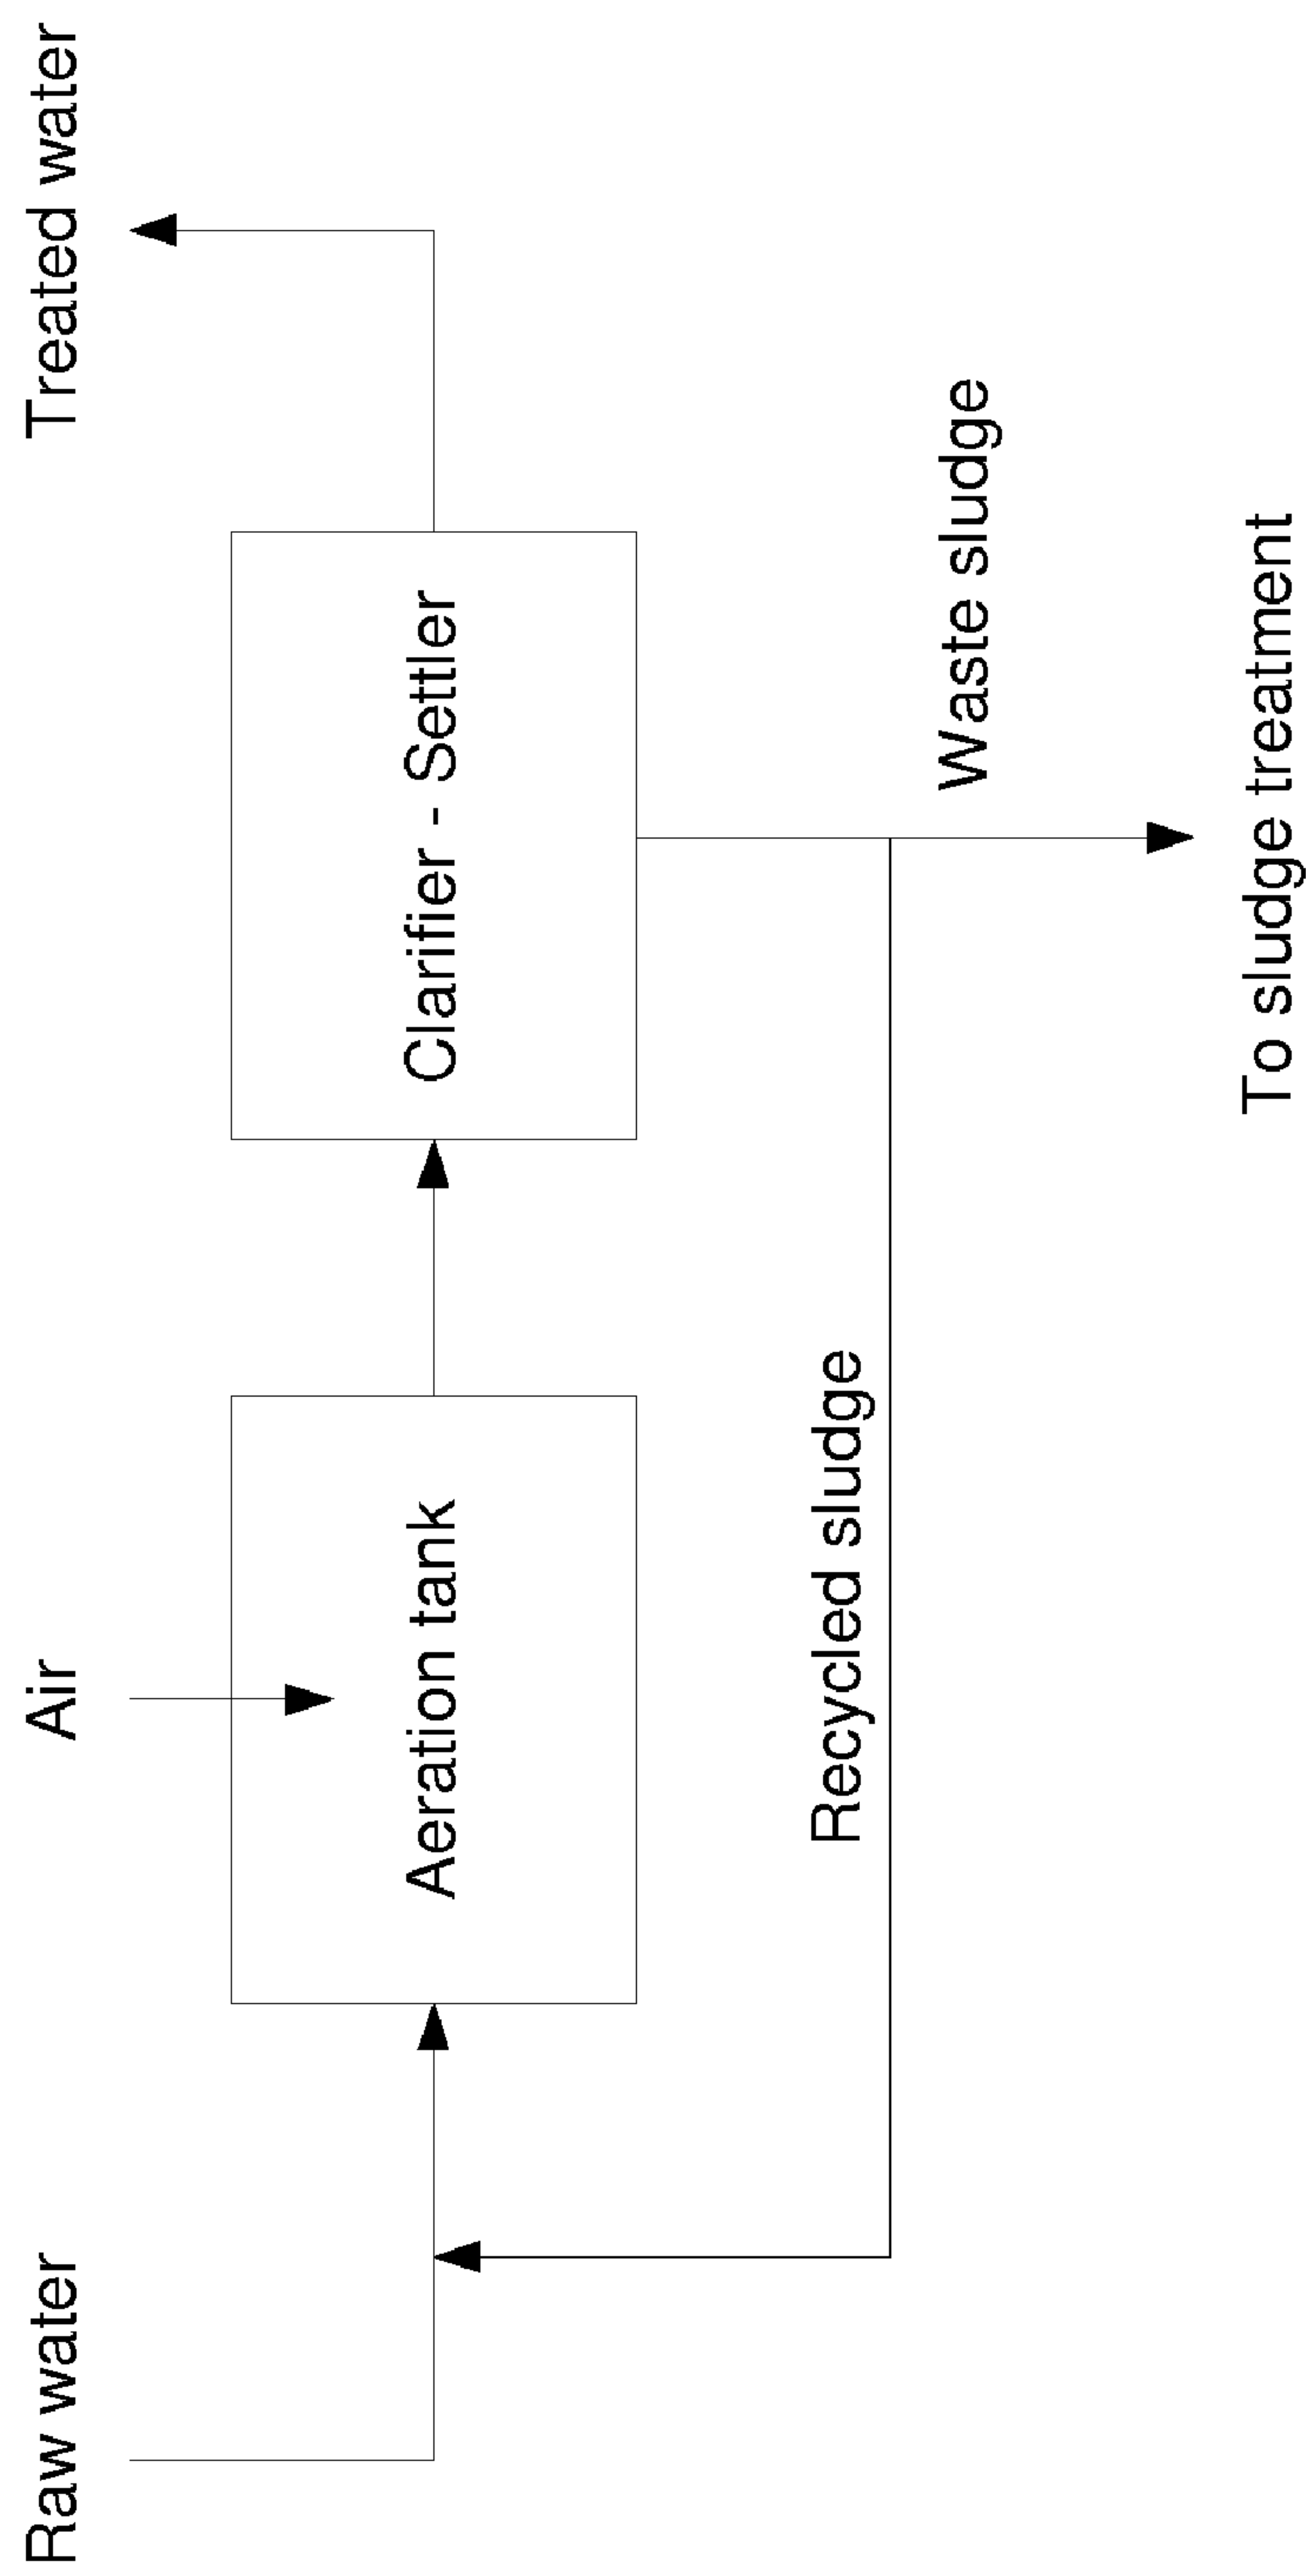 Raw water
Air
Treated water
Aeration tank
Clarifier - Settler
Recycled sludge
Waste sludge
To sludge treatment